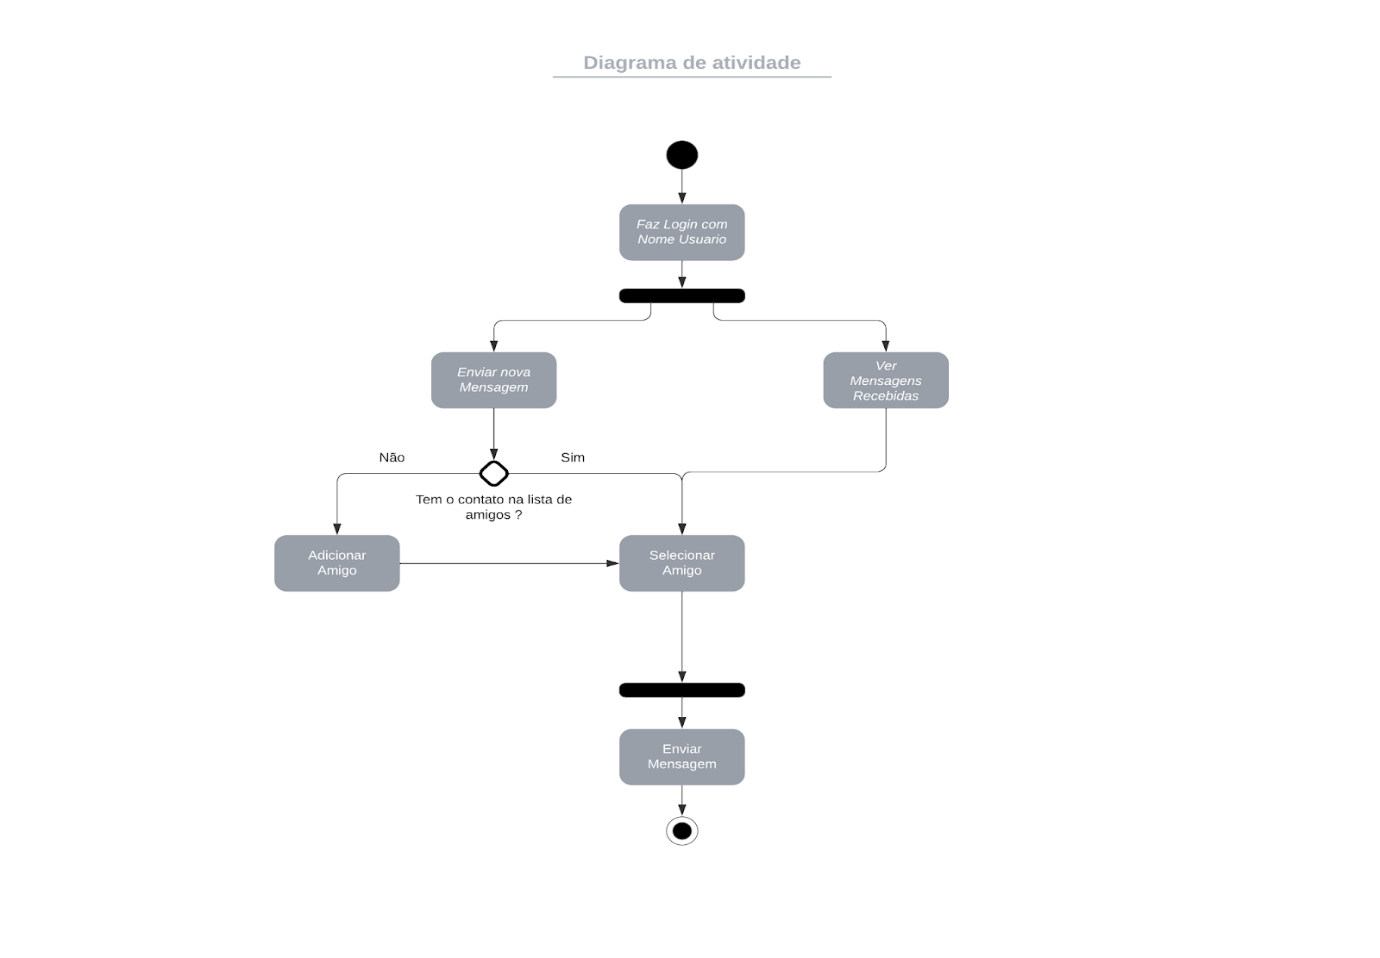 Diagrama de atividade
Faz Login com
Nome Usuario
Enviar nova
Mensagem
Ver
Mensagens
Recebidas
Não
Sim
Tem o contato na lista de
amigos ?
Adicionar
Amigo
Selecionar
Amigo
Enviar
Mensagem